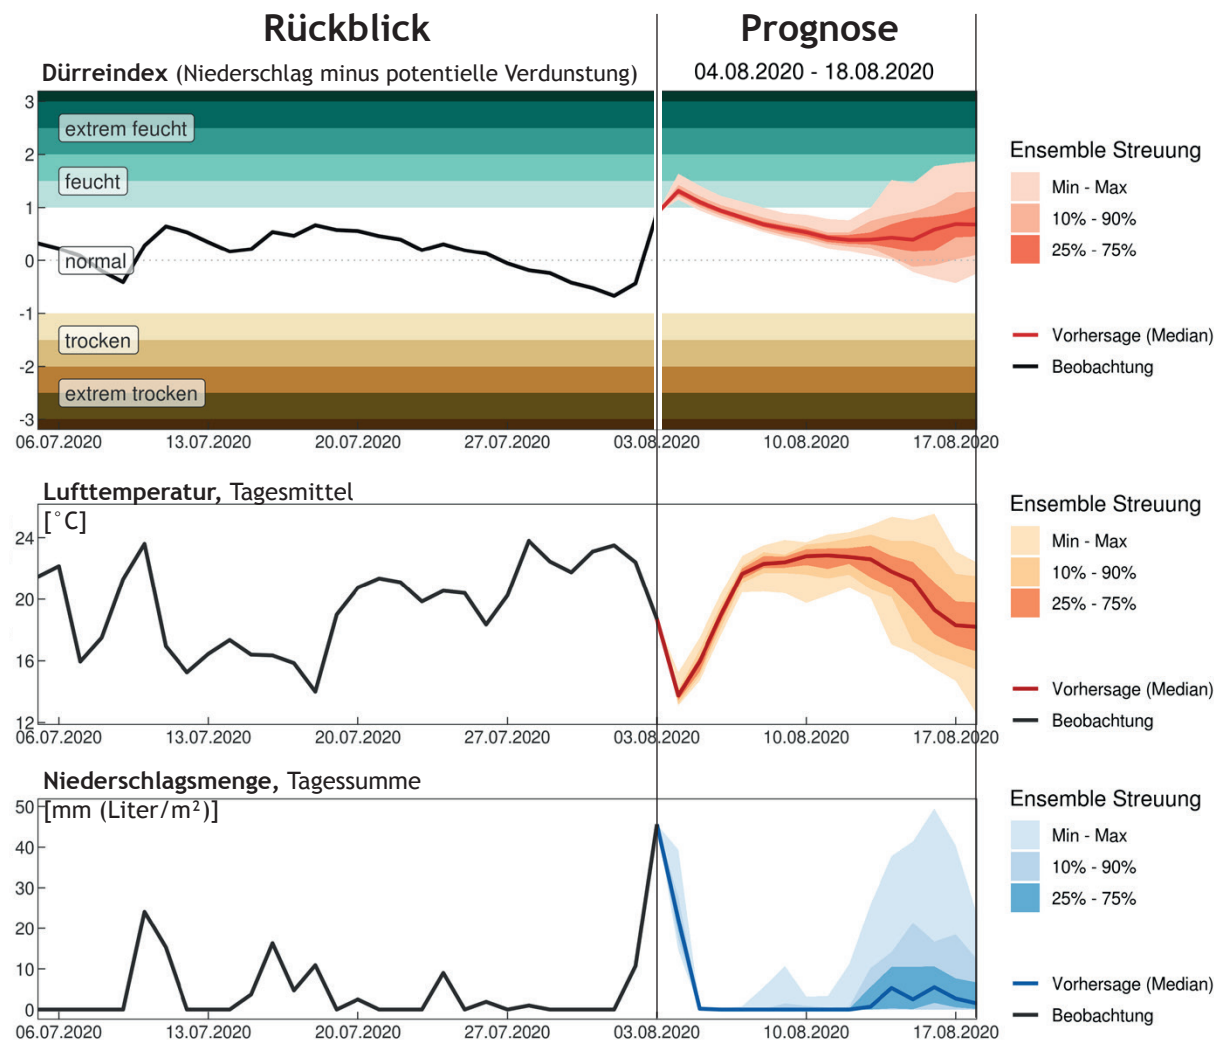 Rückblick
Prognose
Dürreindex (Niederschlag minus potentielle Verdunstung)
04.08.2020 - 18.08.2020
3
2
1
0
-1
-2
-3
extrem feucht
feucht
normal
trocken
extrem trocken
06.07.2020
13.07.2020
20.07.2020
27.07.2020
03.08.2020
10.08.2020
17.08.2020
Ensemble Streuung
Min - Max
10% - 90%
25% - 75%
Vorhersage (Median)
Beobachtung
Lufttemperatur, Tagesmittel
[°C]
24
20
16
12
06.07.2020
13.07.2020
20.07.2020
27.07.2020
03.08.2020
10.08.2020
17.08.2020
Ensemble Streuung
Min - Max
10% - 90%
25% - 75%
Vorhersage (Median)
Beobachtung
Niederschlagsmenge, Tagessumme
[mm (Liter/m²)]
50
40
30
20
10
0
06.07.2020
13.07.2020
20.07.2020
27.07.2020
03.08.2020
10.08.2020
17.08.2020
Ensemble Streuung
Min - Max
10% - 90%
25% - 75%
Vorhersage (Median)
Beobachtung